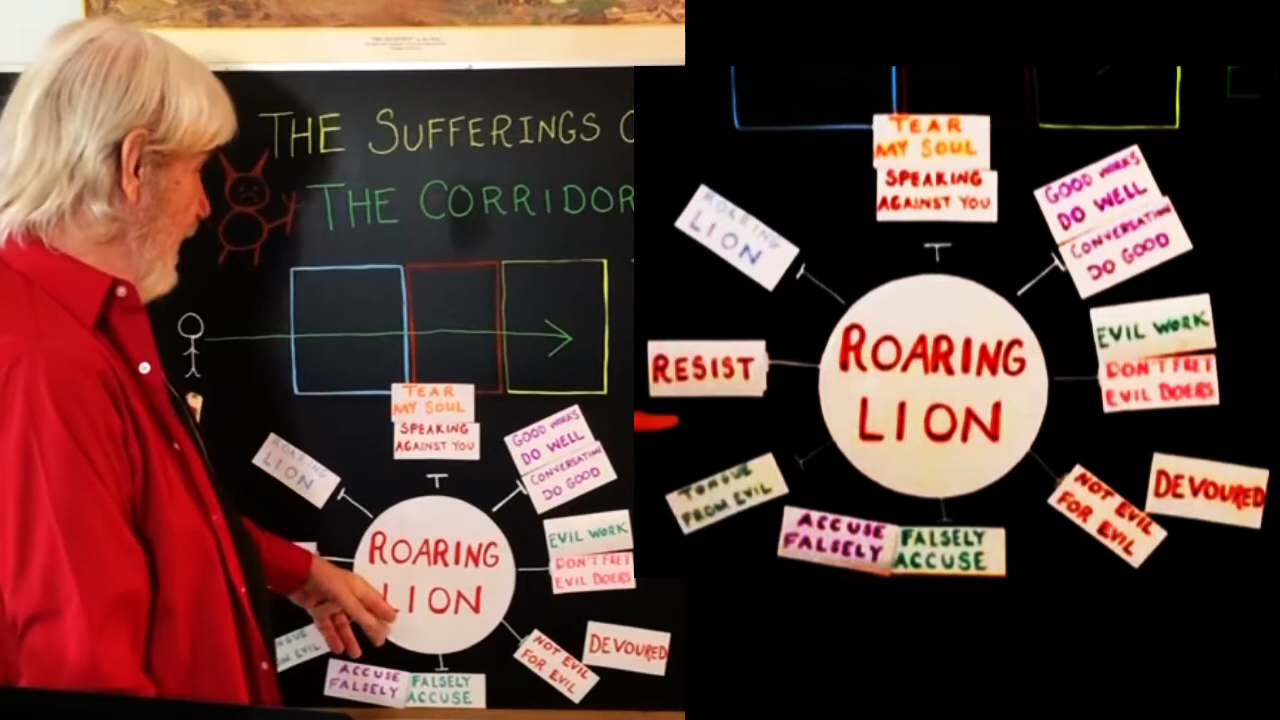 THE SUFFERINGS
THE CORRIDOR
TEAR
MY SOUL
SPEAKING
AGAINST YOU
GOOD WORKS
DO WELL
CONVERSATION
DO GOOD
ROARING
LION
EVIL WORK
DON'T FRET
EVIL DOERS
ROARING
LION
NOT EVIL
FOR EVIL
DEVOURED
ACCUSE
FALSELY
FALSELY
ACCUSE
TEAR
MY SOUL
SPEAKING
AGAINST YOU
GOOD WORKS
DO WELL
CONVERSATION
DO GOOD
ROARING
LION
EVIL WORK
DON'T FRET
EVIL DOERS
RESIST
ROARING
LION
TONGUE
FROM EVIL
NOT EVIL
FOR EVIL
DEVOURED
ACCUSE
FALSELY
FALSELY
ACCUSE